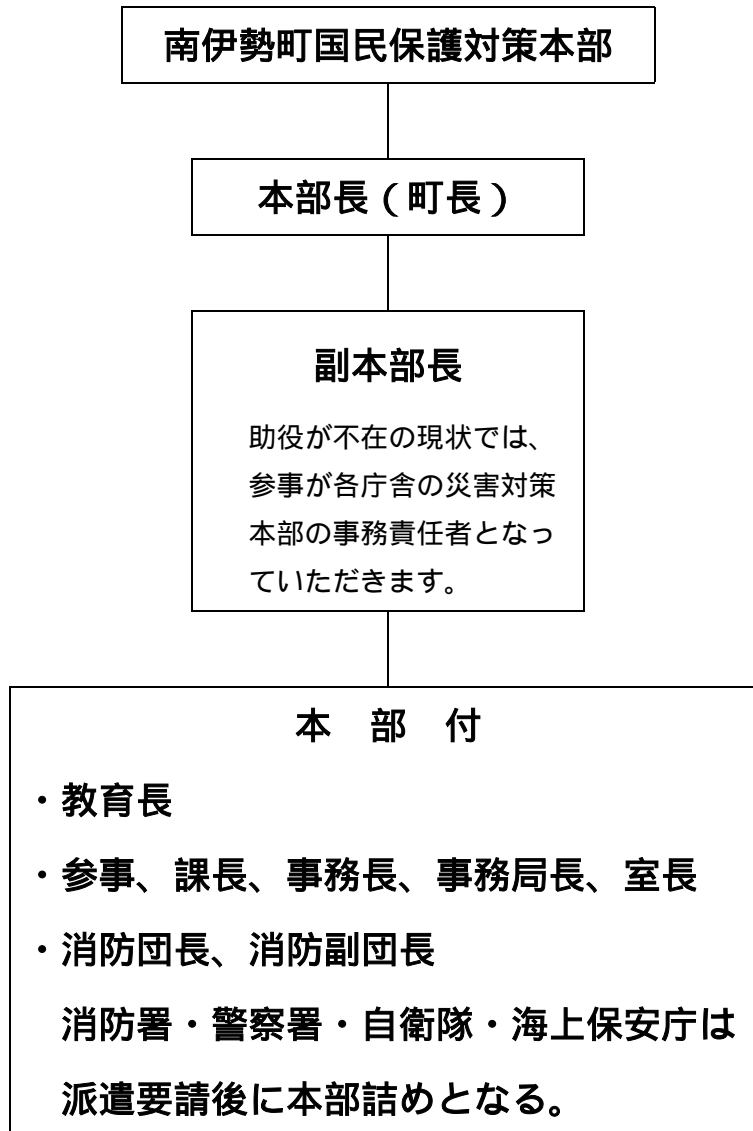 南伊勢町国民保護対策本部
本部長（町長）
副本部長
助役が不在の現状では、
参事が各庁舎の災害対策
本部の事務責任者となっ
ていただきます。
本　部　付
・教育長
・参事、課長、事務長、事務局長、室長
・消防団長、消防副団長
消防署・警察署・自衛隊・海上保安庁は
派遣要請後に本部詰めとなる。